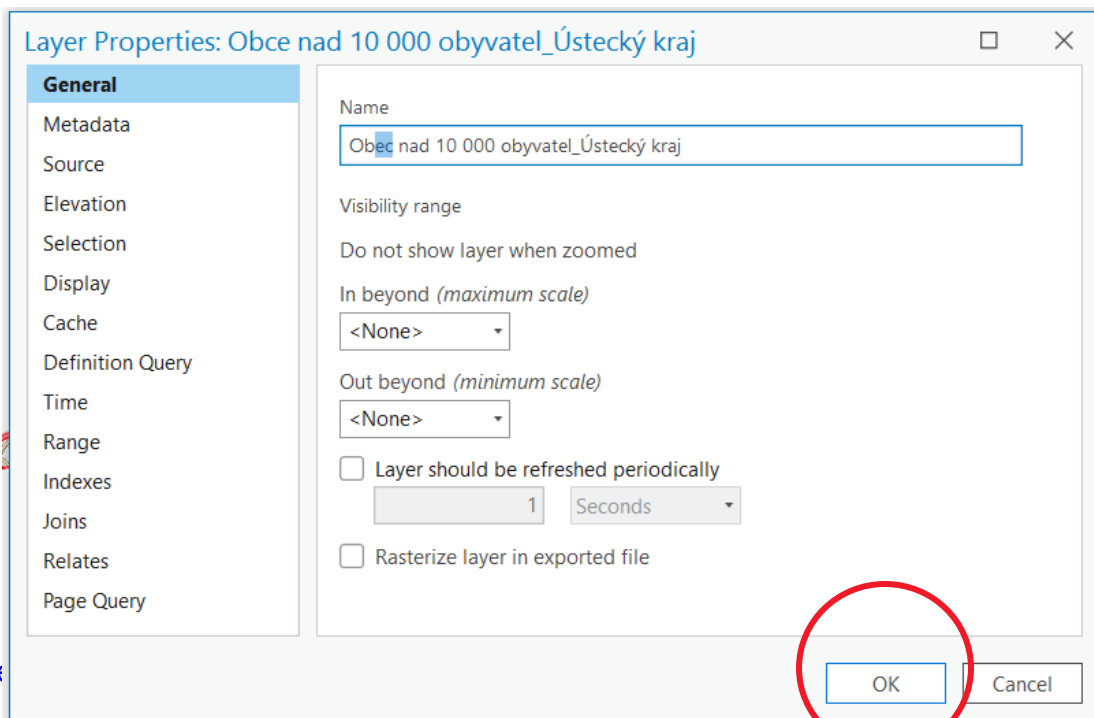 Layer Properties: Obce nad 10 000 obyvatel_Ústecký kraj
General
Metadata
Source
Elevation
Selection
Display
Cache
Definition Query
Time
Range
Indexes
Joins
Relates
Page Query
Name
Obec nad 10 000 obyvatel_Ústecký kraj
Visibility range
Do not show layer when zoomed
In beyond (maximum scale)
<None>
Out beyond (minimum scale)
<None>
Layer should be refreshed periodically
1 Seconds
Rasterize layer in exported file
OK Cancel